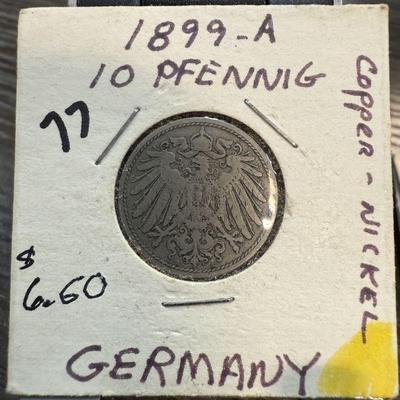 1899-A
10 PFENNIG
COPPER-NICKEL
77
$
6.60
GERMANY